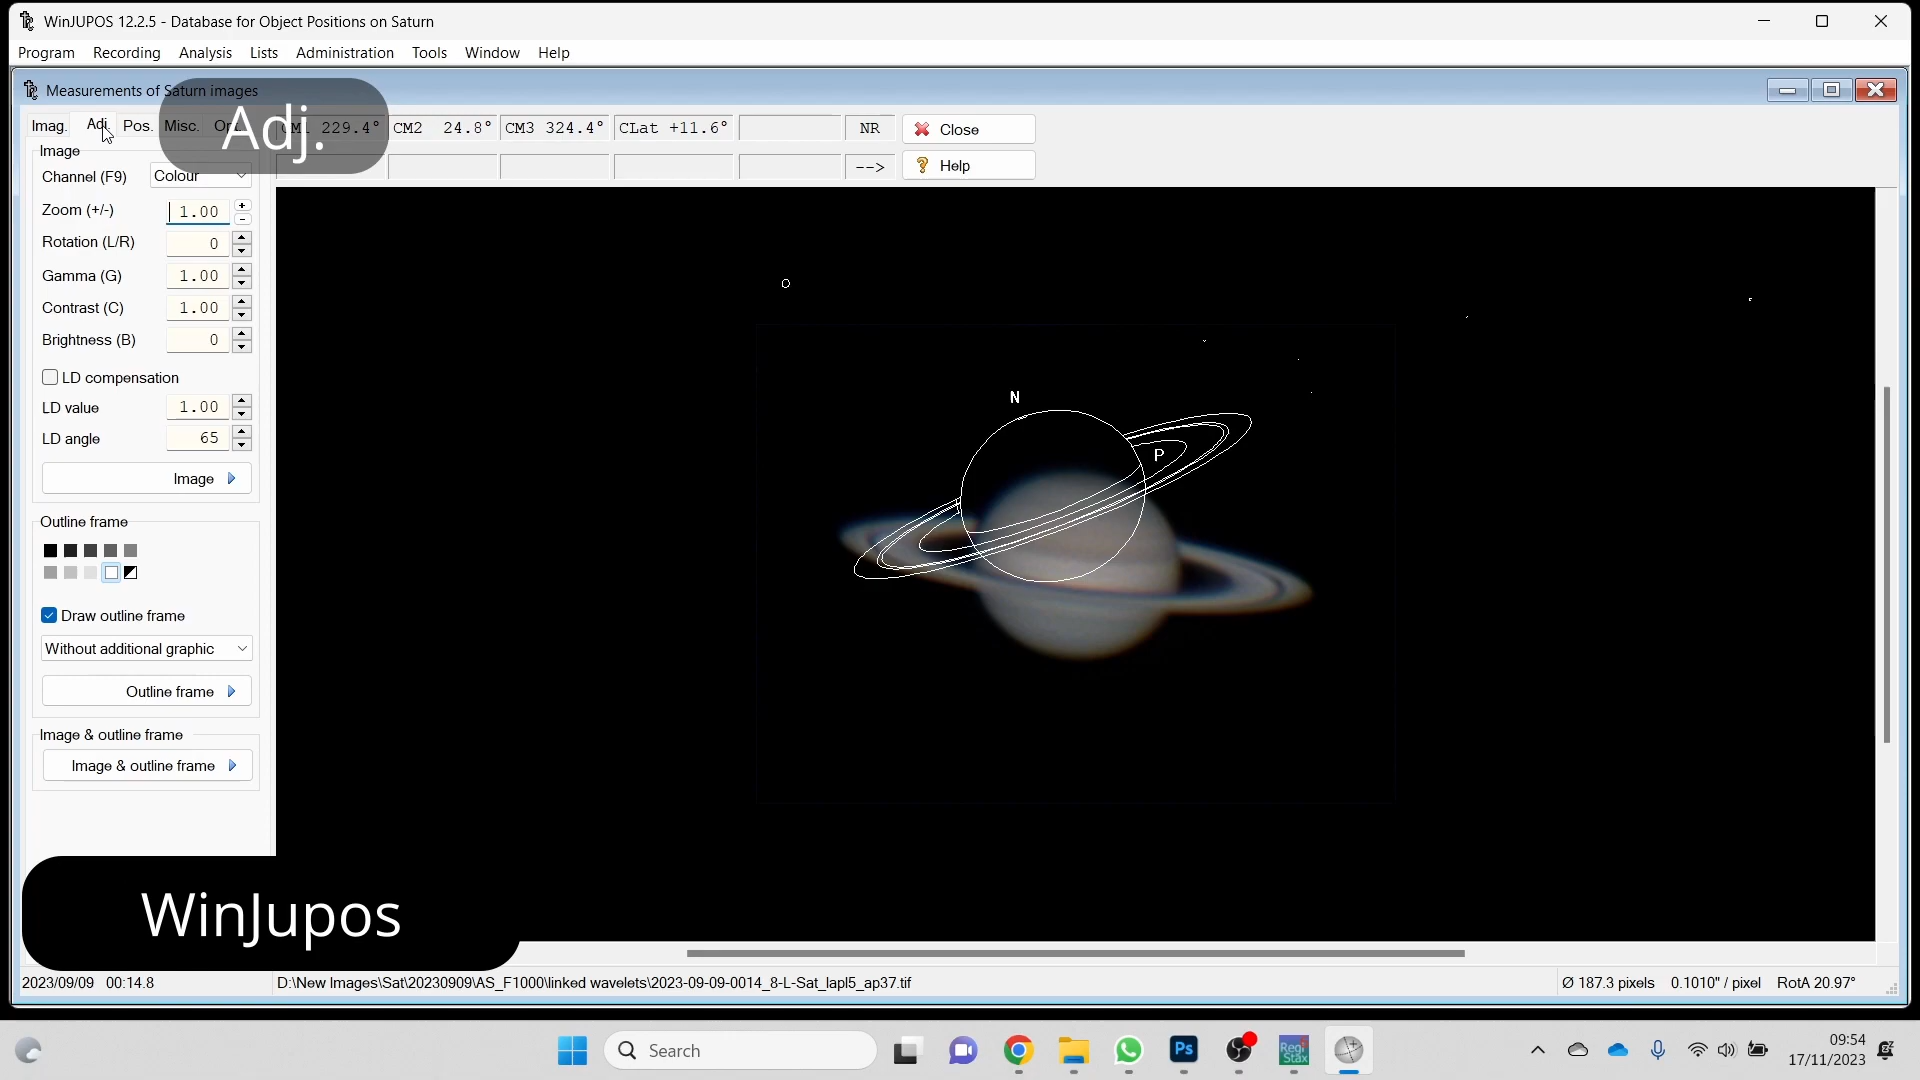 WinJUPOS 12.2.5 - Database for Object Positions on Saturn
Program Recording Analysis Lists Administration Tools Window Help
Measurements of Saturn images
Adj.
Imag. Adj. Pos. Misc.
229.4° CM2 24.8° CM3 324.4° CLat +11.6° NR Close
--> Help
Image
Channel (F9) Colour
Zoom (+/-) 1.00 + -
Rotation (L/R) 0
Gamma (G) 1.00
Contrast (C) 1.00
Brightness (B) 0
LD compensation
LD value 1.00
LD angle 65
Image
Outline frame
Draw outline frame
Without additional graphic
Outline frame
Image & outline frame
Image & outline frame
N
P
WinJupos
2023/09/09 00:14.8 D:\New Images\Sat\20230909\AS_F1000\linked wavelets\2023-09-09-0014_8-L-Sat_lapl5_ap37.tif Ø 187.3 pixels 0.1010" / pixel RotA 20.97°
Search
Ps
Regi
Stax
09:54
17/11/2023